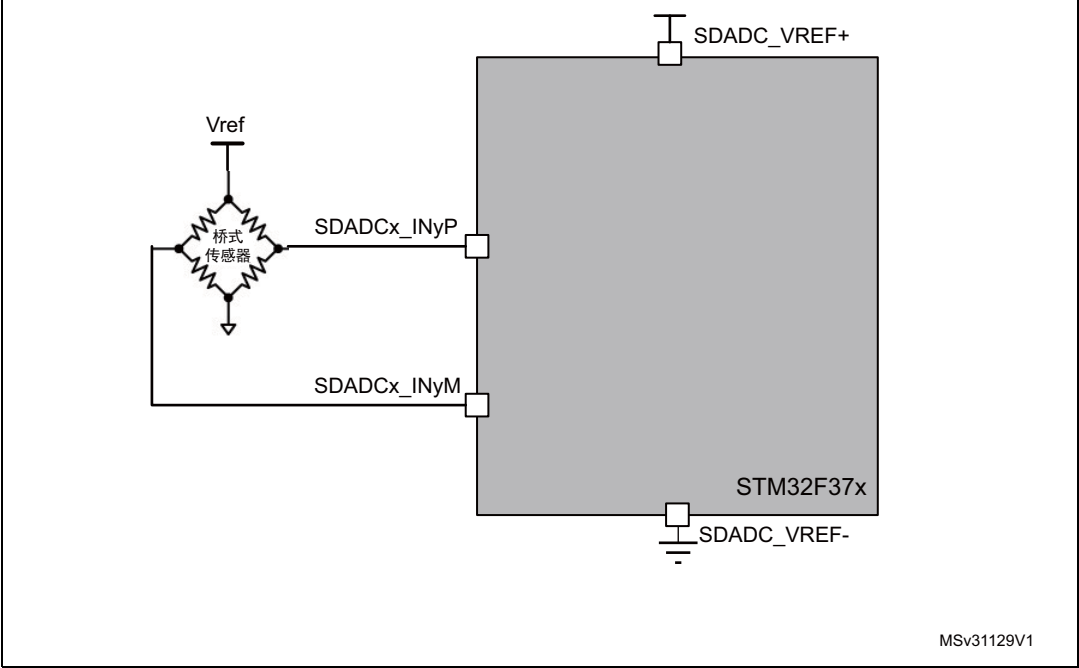 SDADC_VREF+
Vref
SDADCx_INyP
桥式
传感器
SDADCx_INyM
STM32F37x
SDADC_VREF-
MSv31129V1